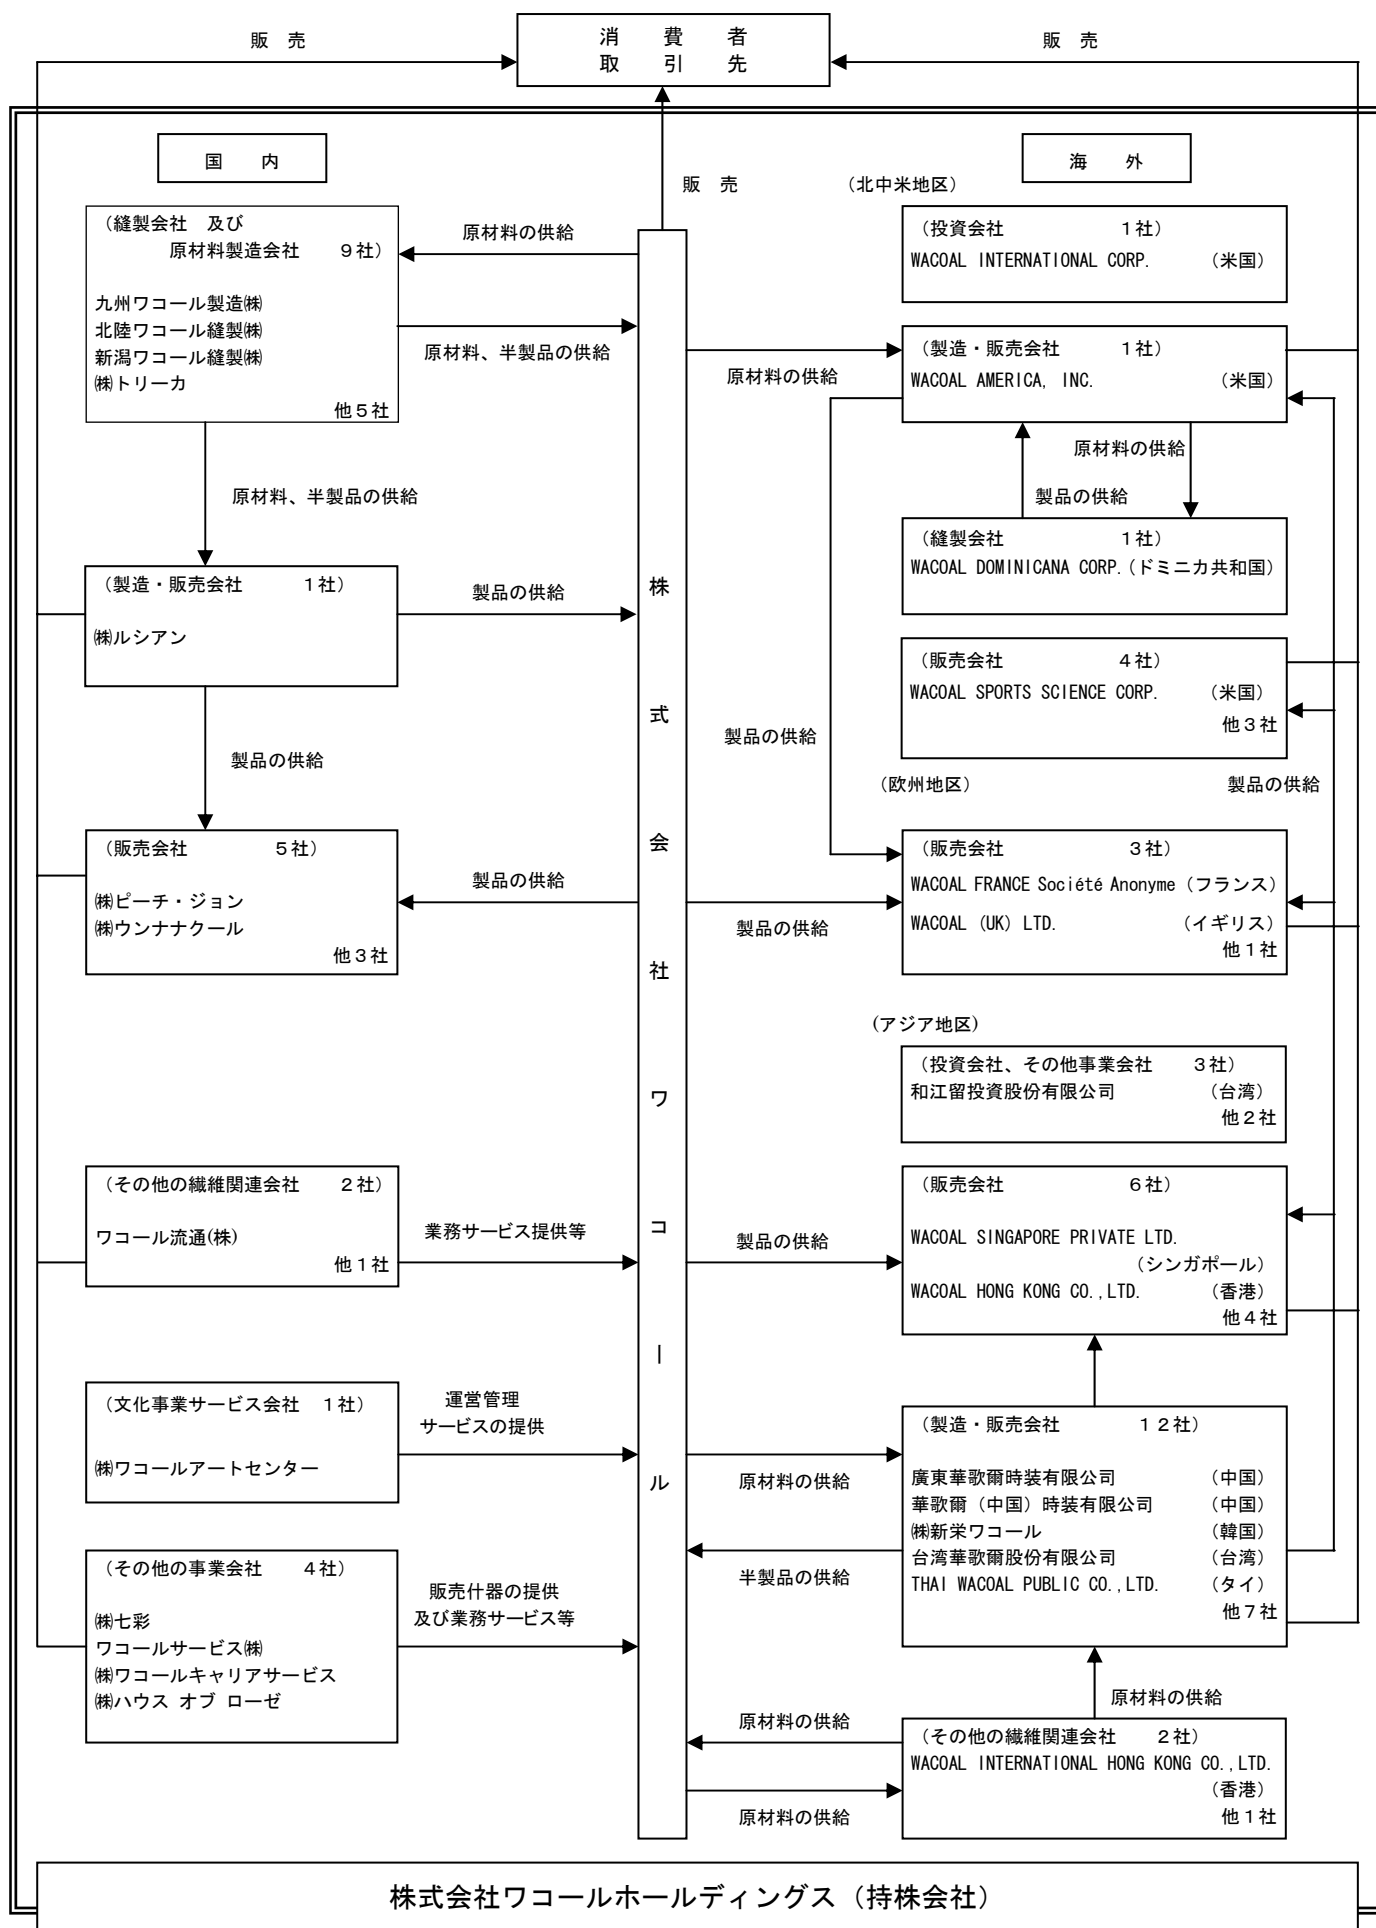 販　売
消　費　者
取　引　先
販　売
国　内
海　外
販　売
（北中米地区）
（縫製会社　及び
原材料製造会社　　９社）
九州ワコール製造㈱
北陸ワコール縫製㈱
新潟ワコール縫製㈱
㈱トリーカ
他５社
原材料の供給
原材料、半製品の供給
原材料、半製品の供給
（製造・販売会社　　　１社）
㈱ルシアン
製品の供給
製品の供給
（販売会社　　　　５社）
㈱ピーチ・ジョン
㈱ウンナナクール
他３社
製品の供給
（その他の繊維関連会社　　２社）
ワコール流通(株)
他１社
業務サービス提供等
（文化事業サービス会社　１社）
㈱ワコールアートセンター
運営管理
サービスの提供
（その他の事業会社　　４社）
㈱七彩
ワコールサービス㈱
㈱ワコールキャリアサービス
㈱ハウス オブ ローゼ
販売什器の提供
及び業務サービス等
株式会社ワコール
（投資会社　　　　　１社）
WACOAL INTERNATIONAL CORP.　　（米国）
原材料の供給
（製造・販売会社　　　１社）
WACOAL AMERICA, INC.　　　　　（米国）
原材料の供給
製品の供給
（縫製会社　　　　　１社）
WACOAL DOMINICANA CORP.（ドミニカ共和国）
（販売会社　　　　　４社）
WACOAL SPORTS SCIENCE CORP.　　（米国）
他３社
製品の供給
（欧州地区）
製品の供給
（販売会社　　　　　３社）
WACOAL FRANCE Société Anonyme（フランス）
WACOAL (UK) LTD.　　　　　（イギリス）
他１社
製品の供給
（アジア地区）
（投資会社、その他事業会社　　３社）
和江留投資股份有限公司　　　　（台湾）
他２社
（販売会社　　　　　６社）
WACOAL SINGAPORE PRIVATE LTD.
（シンガポール）
WACOAL HONG KONG CO.,LTD.　　　（香港）
他４社
製品の供給
（製造・販売会社　　　１２社）
廣東華歌爾時装有限公司　　　　（中国）
華歌爾（中国）時装有限公司　　（中国）
㈱新栄ワコール　　　　　　　　（韓国）
台湾華歌爾股份有限公司　　　　（台湾）
THAI WACOAL PUBLIC CO.,LTD.　　（タイ）
他７社
原材料の供給
半製品の供給
原材料の供給
原材料の供給
（その他の繊維関連会社　　２社）
WACOAL INTERNATIONAL HONG KONG CO.,LTD.
（香港）
他１社
原材料の供給
株式会社ワコールホールディングス（持株会社）